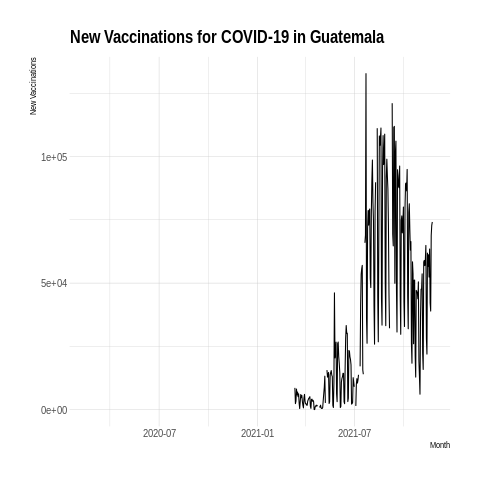 New Vaccinations for COVID-19 in Guatemala
New Vaccinations
1e+05
5e+04
0e+00
2020-07
2021-01
2021-07
Month